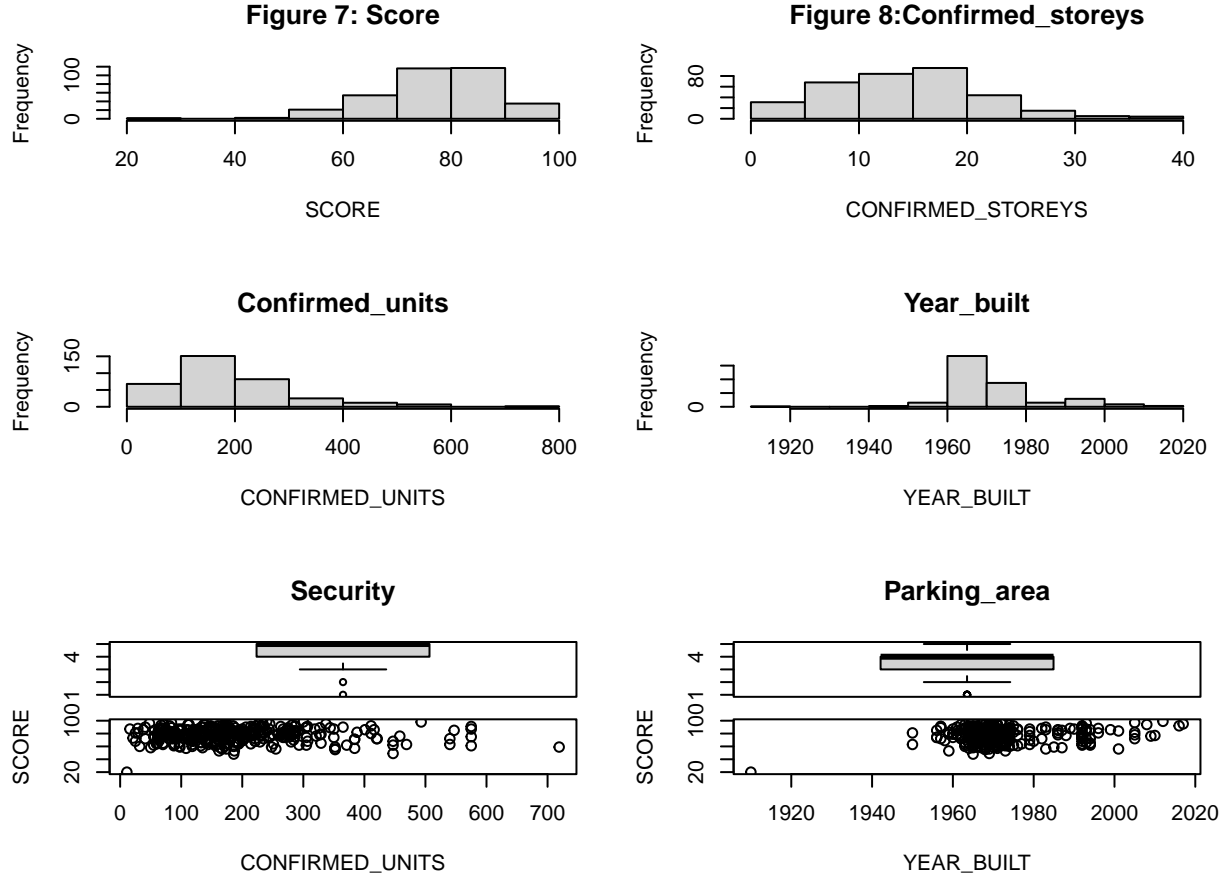 Figure 7: Score
Frequency
0 100
20 40 60 80 100
SCORE
Figure 8:Confirmed_storeys
Frequency
0 80
0 10 20 30 40
CONFIRMED_STOREYS
Confirmed_units
Frequency
0 150
0 200 400 600 800
CONFIRMED_UNITS
Year_built
Frequency
0
1920 1940 1960 1980 2000 2020
YEAR_BUILT
Security
1 4
SCORE
20 100
0 100 200 300 400 500 600 700
CONFIRMED_UNITS
Parking_area
1 4
SCORE
20 100
1920 1940 1960 1980 2000 2020
YEAR_BUILT